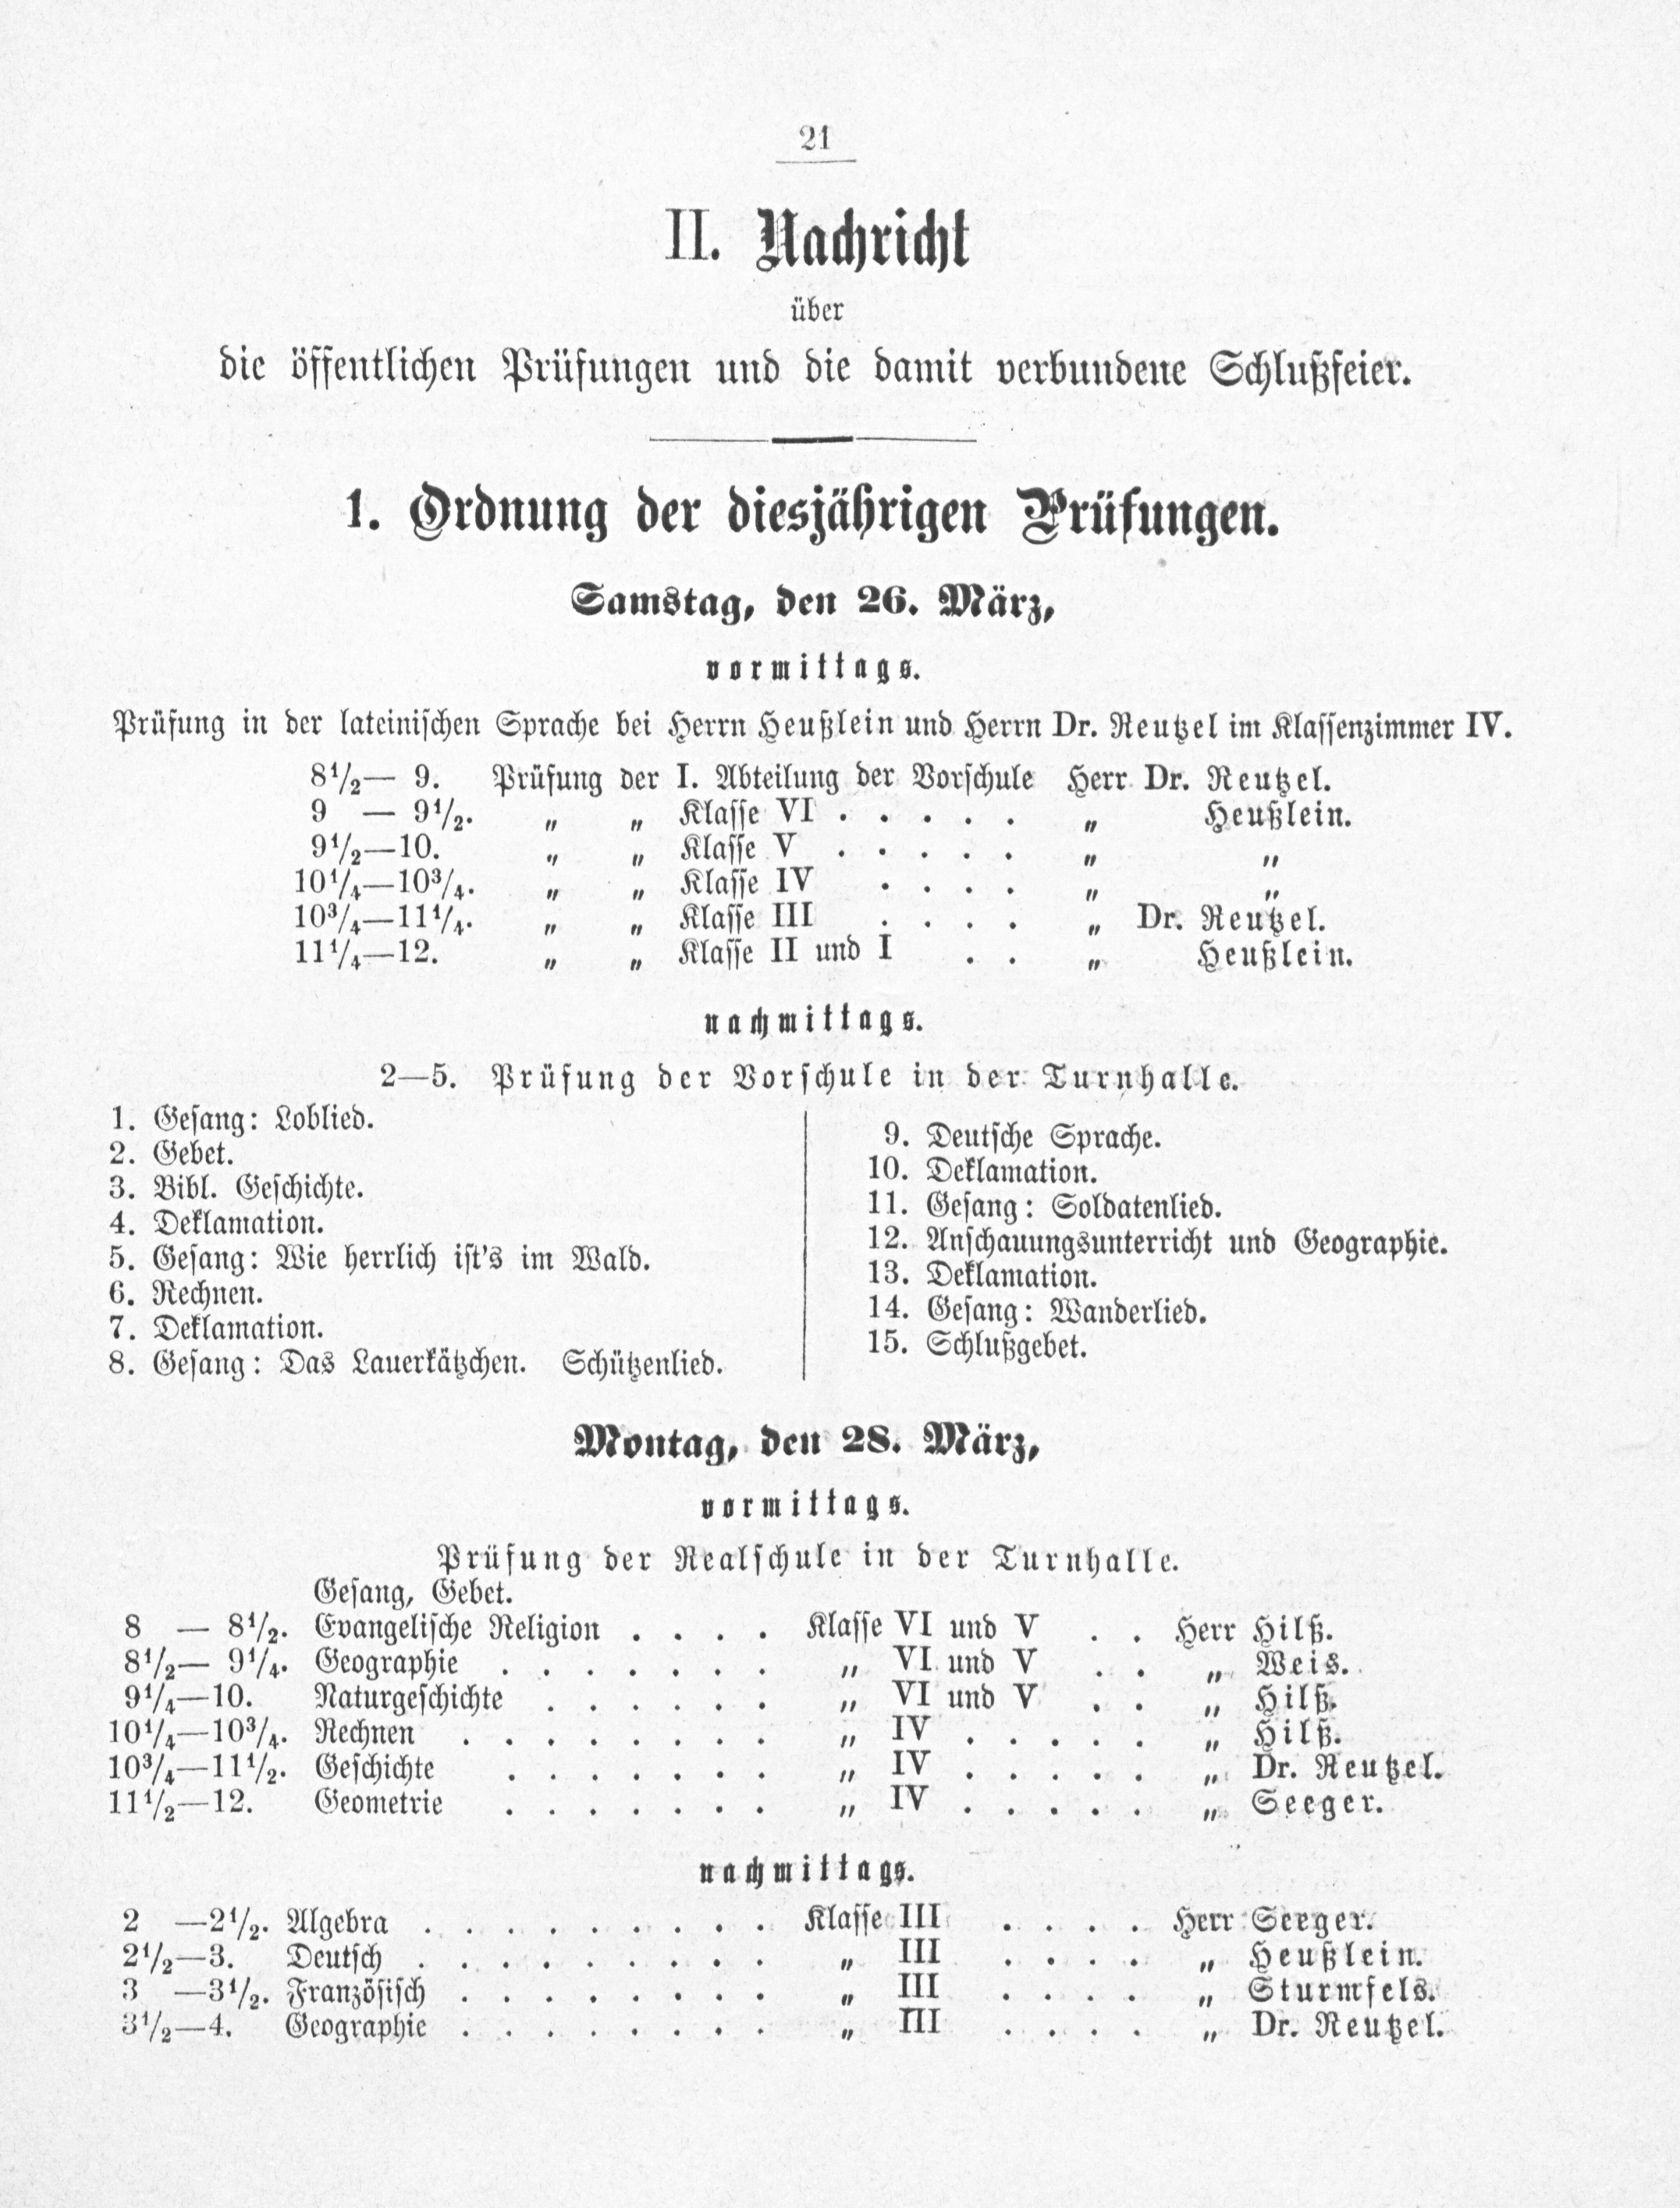 21
II. Nachricht
über
die öffentlichen Prüfungen und die damit verbundene Schlußfeier.
1. Ordnung der diesjährigen Prüfungen.
Samstag, den 26. März,
vormittags.
Prüfung in der lateinischen Sprache bei Herrn Heußlein und Herrn Dr. Reutzel im Klassenzimmer IV.
8½— 9. Prüfung der I. Abteilung der Vorschule Herr Dr. Reutzel.
9 — 9½. „ „ Klasse VI . . . . . „ Heußlein.
9½—10. „ „ Klasse V . . . . . „ „
10¼—10¾. „ „ Klasse IV . . . . „ „
10¾—11¼. „ „ Klasse III . . . . „ Dr. Reutzel.
11¼—12. „ „ Klasse II und I . . „ Heußlein.
nachmittags.
2—5. Prüfung der Vorschule in der Turnhalle.
1. Gesang: Loblied.
2. Gebet.
3. Bibl. Geschichte.
4. Deklamation.
5. Gesang: Wie herrlich ist's im Wald.
6. Rechnen.
7. Deklamation.
8. Gesang: Das Lauerkätzchen. Schützenlied.
9. Deutsche Sprache.
10. Deklamation.
11. Gesang: Soldatenlied.
12. Anschauungsunterricht und Geographie.
13. Deklamation.
14. Gesang: Wanderlied.
15. Schlußgebet.
Montag, den 28. März,
vormittags.
Prüfung der Realschule in der Turnhalle.
Gesang, Gebet.
8 — 8½. Evangelische Religion . . . . Klasse VI und V . . Herr Hilß.
8½— 9¼. Geographie . . . . . . . „ VI und V . . „ Weis.
9¼—10. Naturgeschichte . . . . . . „ VI und V . . „ Hilß.
10¼—10¾. Rechnen . . . . . . . . „ IV . . . . . „ Hilß.
10¾—11½. Geschichte . . . . . . . „ IV . . . . . „ Dr. Reutzel.
11½—12. Geometrie . . . . . . . „ IV . . . . . „ Seeger.
nachmittags.
2 —2½. Algebra . . . . . . . . . Klasse III . . . . Herr Seeger.
2½—3. Deutsch . . . . . . . . . „ III . . . . „ Heußlein.
3 —3½. Französisch . . . . . . . . „ III . . . . „ Sturmfels.
3½—4. Geographie . . . . . . . . „ III . . . . „ Dr. Reutzel.